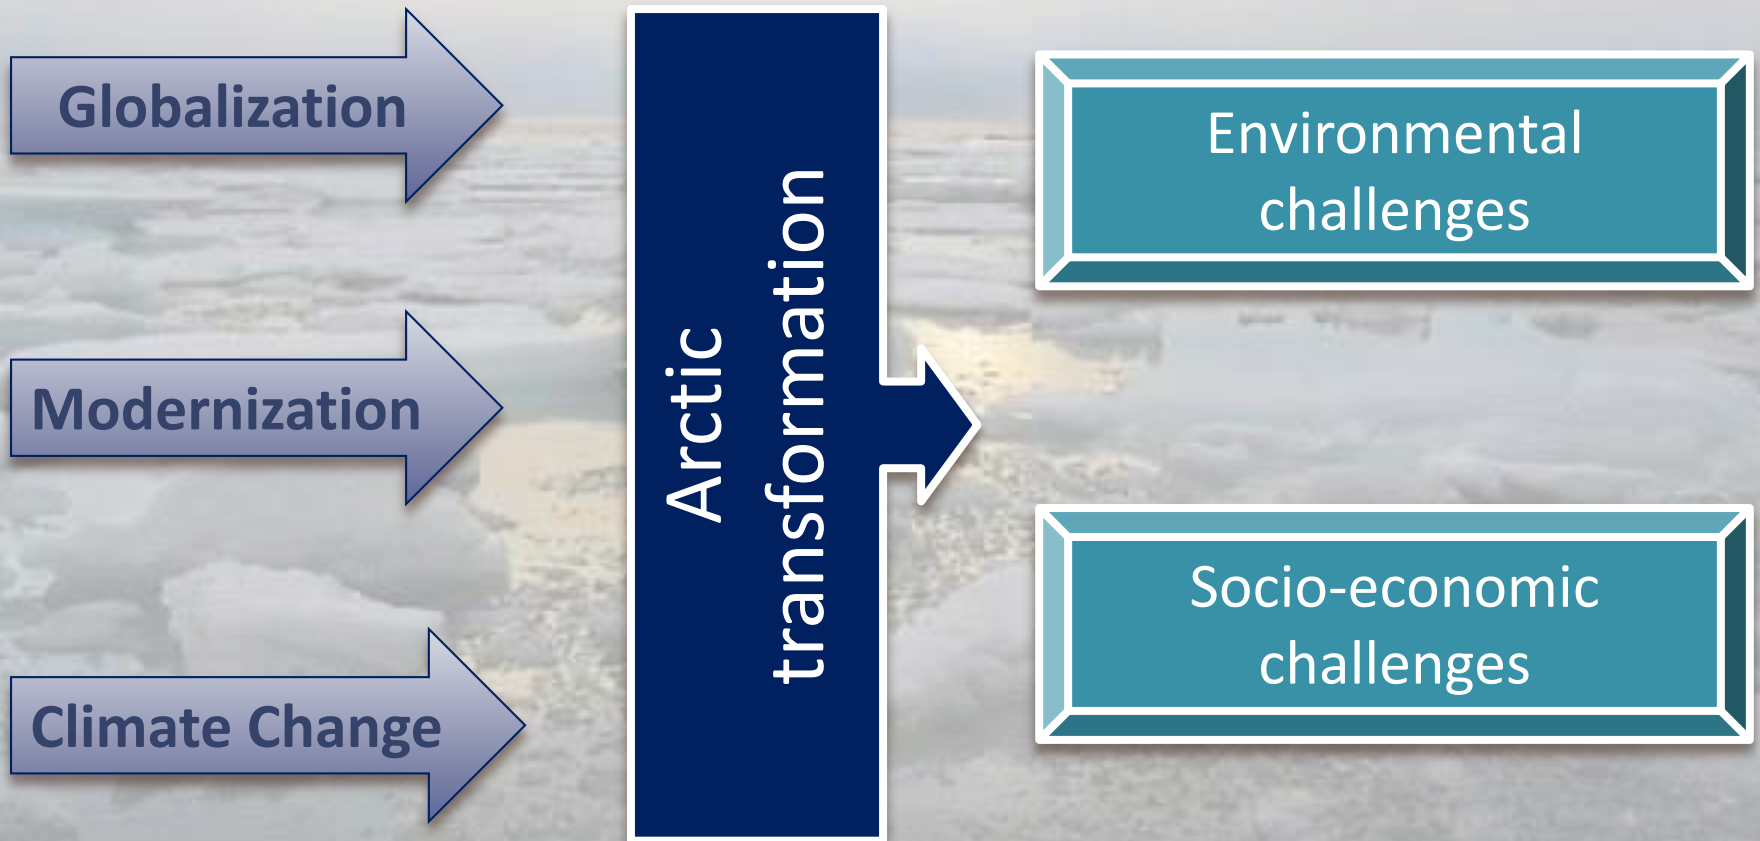 Globalization
Modernization
Climate Change
Arctic
transformation
Environmental
challenges
Socio-economic
challenges